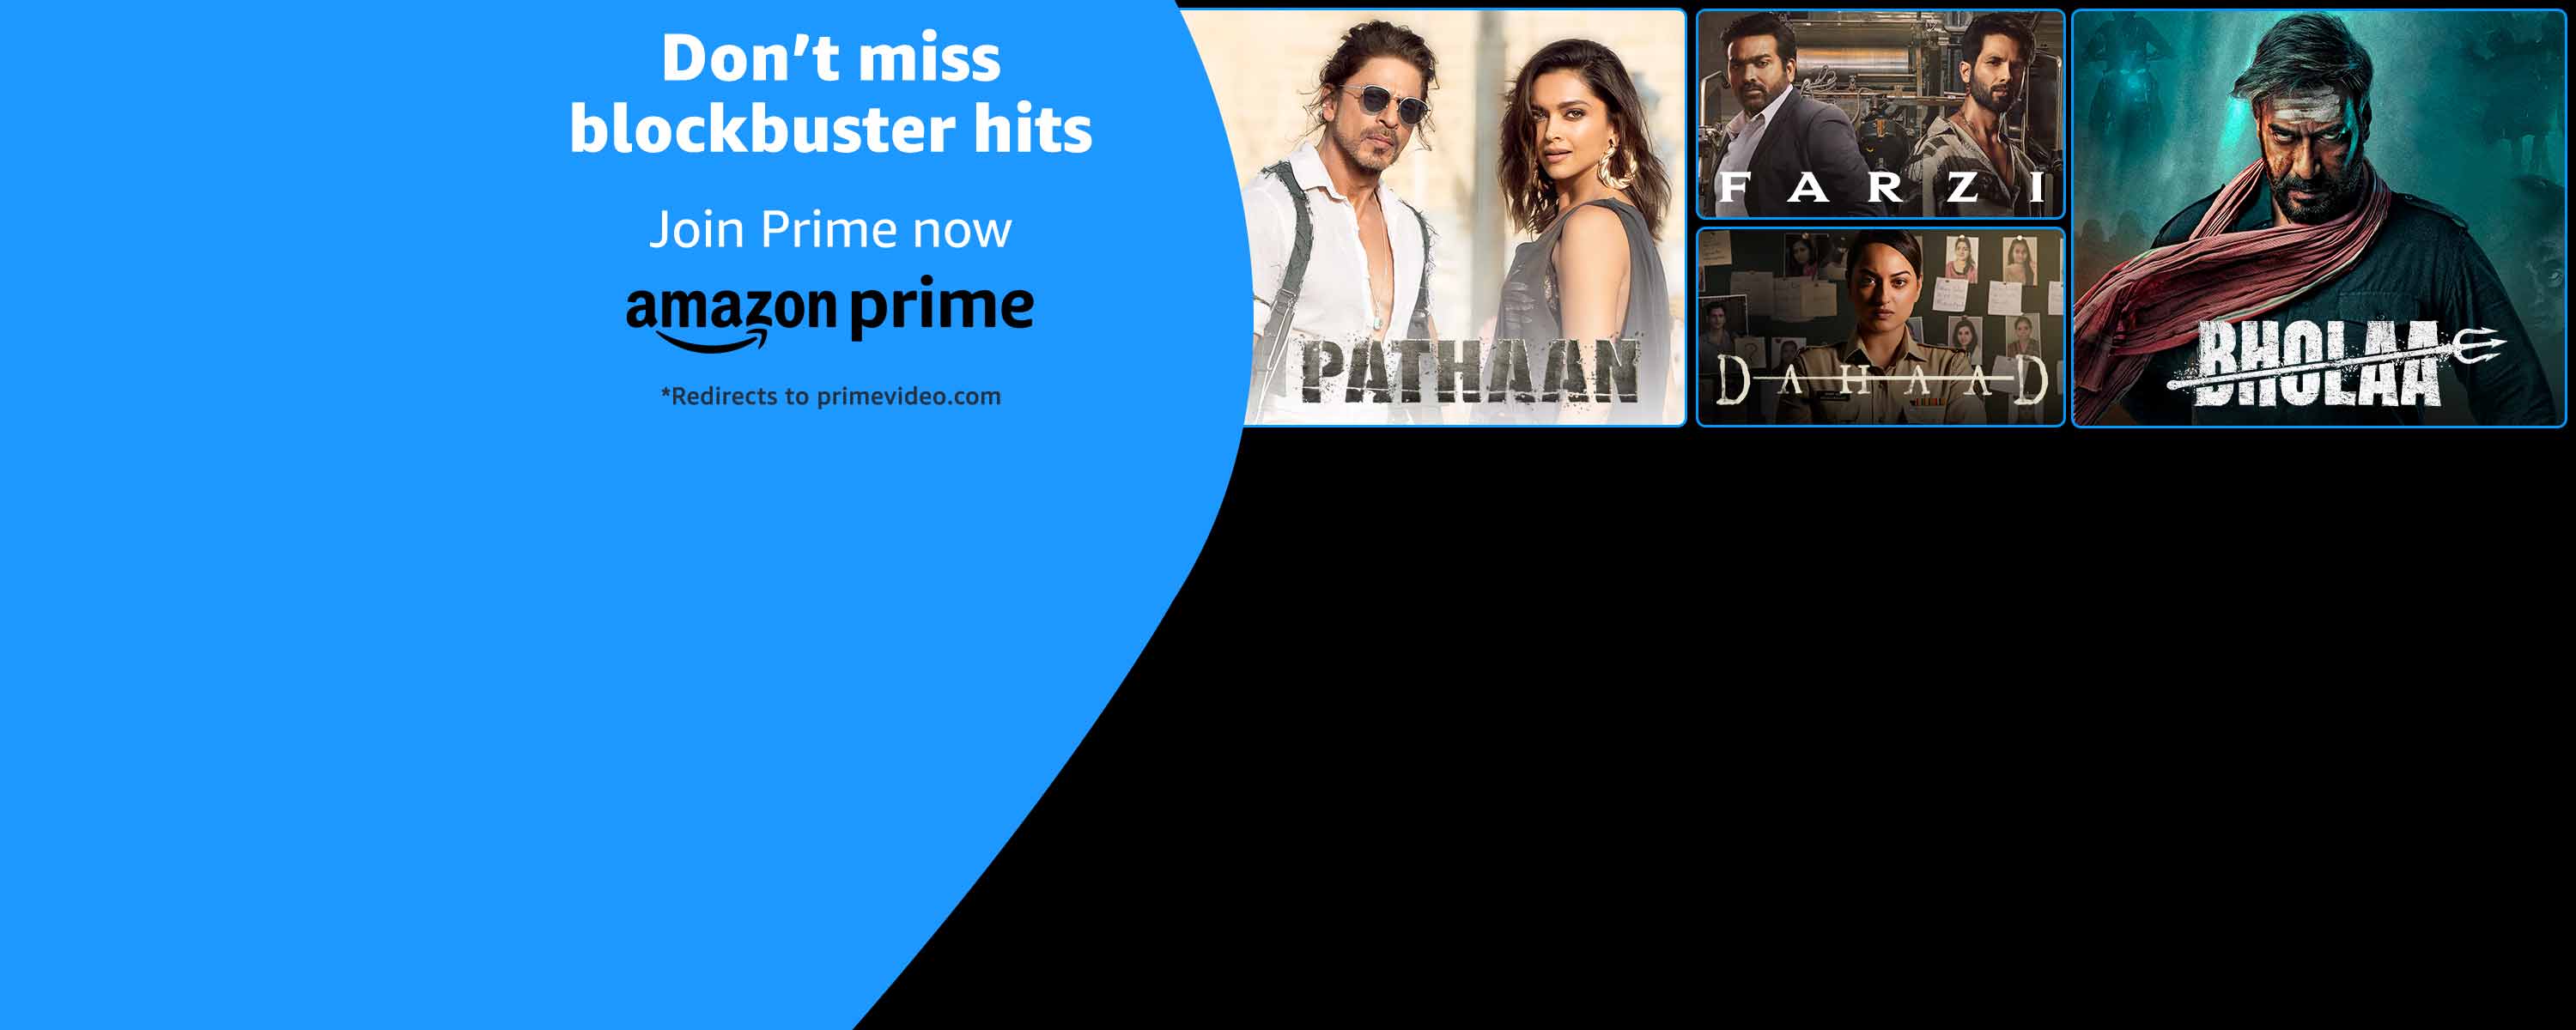 Don't miss
blockbuster hits
Join Prime now
amazon prime
*Redirects to primevideo.com
PATHAAN
FARZI
DAHAAD
BHOLAA